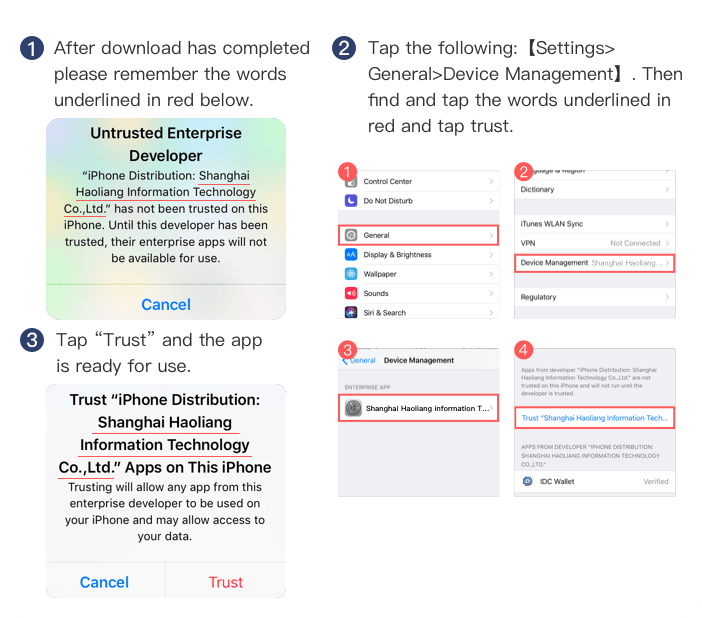 1 After download has completed
please remember the words
underlined in red below.
Untrusted Enterprise
Developer
“iPhone Distribution: Shanghai
Haoliang Information Technology
Co.,Ltd.” has not been trusted on this
iPhone. Until this developer has been
trusted, their enterprise apps will not
be available for use.
Cancel
2 Tap the following:【Settings>
General>Device Management】. Then
find and tap the words underlined in
red and tap trust.
1
Control Center
Do Not Disturb
General
Display & Brightness
AA
Wallpaper
Sounds
Siri & Search
2
Language & Region
Dictionary
iTunes WLAN Sync
VPN Not Connected
Device Management Shanghai Haoliang...
Regulatory
3
General Device Management
ENTERPRISE APP
Shanghai Haoliang information T...
4
Apps from developer "iPhone Distribution: Shanghai
Haoliang Information Technology Co.,Ltd." are not
trusted on this iPhone and will not run until the
developer is trusted.
Trust “Shanghai Haoliang Information Tech...
APPS FROM DEVELOPER "IPHONE DISTRIBUTION:
SHANGHAI HAOLIANG INFORMATION TECHNOLOGY
CO.,LTD."
IDC Wallet Verified
3 Tap “Trust” and the app
is ready for use.
Trust “iPhone Distribution:
Shanghai Haoliang
Information Technology
Co.,Ltd.” Apps on This iPhone
Trusting will allow any app from this
enterprise developer to be used on
your iPhone and may allow access to
your data.
Cancel Trust